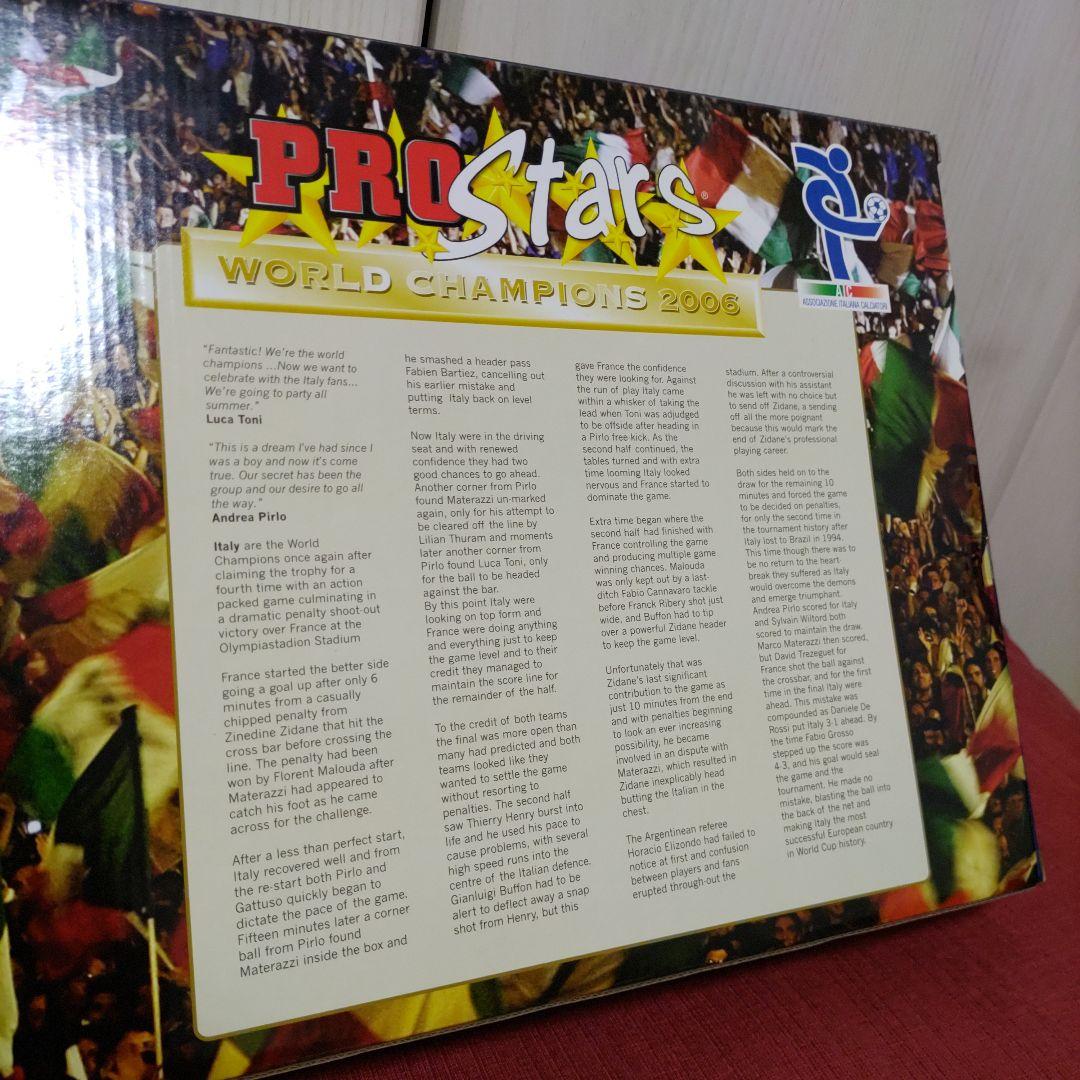 PRO Stars®
WORLD CHAMPIONS 2006
AIC
ASSOCIAZIONE ITALIANA CALCIATORI
"Fantastic! We're the world
champions ...Now we want to
celebrate with the Italy fans...
We're going to party all
summer."
Luca Toni
"This is a dream I've had since I
was a boy and now it's come
true. Our secret has been the
group and our desire to go all
the way."
Andrea Pirlo
Italy are the World
Champions once again after
claiming the trophy for a
fourth time with an action
packed game culminating in
a dramatic penalty shoot-out
victory over France at the
Olympiastadion Stadium
France started the better side
going a goal up after only 6
minutes from a casually
chipped penalty from
Zinedine Zidane that hit the
cross bar before crossing the
line. The penalty had been
won by Florent Malouda after
Materazzi had appeared to
catch his foot as he came
across for the challenge.
After a less than perfect start,
Italy recovered well and from
the re-start both Pirlo and
Gattuso quickly began to
dictate the pace of the game.
Fifteen minutes later a corner
ball from Pirlo found
Materazzi inside the box and
he smashed a header pass
Fabien Bartiez, cancelling out
his earlier mistake and
putting Italy back on level
terms.
Now Italy were in the driving
seat and with renewed
confidence they had two
good chances to go ahead.
Another corner from Pirlo
found Materazzi un-marked
again, only for his attempt to
be cleared off the line by
Lilian Thuram and moments
later another corner from
Pirlo found Luca Toni, only
for the ball to be headed
against the bar.
By this point Italy were
looking on top form and
France were doing anything
and everything just to keep
the game level and to their
credit they managed to
maintain the score line for
the remainder of the half.
To the credit of both teams
the final was more open than
many had predicted and both
teams looked like they
wanted to settle the game
without resorting to
penalties. The second half
saw Thierry Henry burst into
life and he used his pace to
cause problems, with several
high speed runs into the
centre of the Italian defence.
Gianluigi Buffon had to be
alert to deflect away a snap
shot from Henry, but this
gave France the confidence
they were looking for. Against
the run of play Italy came
within a whisker of taking the
lead when Toni was adjudged
to be offside after heading in
a Pirlo free-kick. As the
second half continued, the
tables turned and with extra
time looming Italy looked
nervous and France started to
dominate the game.
Extra time began where the
second half had finished with
France controlling the game
and producing multiple game
winning chances. Malouda
was only kept out by a last-
ditch Fabio Cannavaro tackle
before Franck Ribery shot just
wide, and Buffon had to tip
over a powerful Zidane header
to keep the game level.
Unfortunately that was
Zidane's last significant
contribution to the game as
just 10 minutes from the end
and with penalties beginning
to look an ever increasing
possibility, he became
involved in an dispute with
Materazzi, which resulted in
Zidane inexplicably head
butting the Italian in the
chest.
The Argentinean referee
Horacio Elizondo had failed to
notice at first and confusion
between players and fans
erupted through-out the
stadium. After a controversial
discussion with his assistant
he was left with no choice but
to send off Zidane, a sending
off all the more poignant
because this would mark the
end of Zidane's professional
playing career.
Both sides held on to the
draw for the remaining 10
minutes and forced the game
to be decided on penalties,
for only the second time in
the tournament history after
Italy lost to Brazil in 1994.
This time though there was to
be no return to the heart
break they suffered as Italy
would overcome the demons
and emerge triumphant.
Andrea Pirlo scored for Italy
and Sylvain Wiltord both
scored to maintain the draw.
Marco Materazzi then scored,
but David Trezeguet for
France shot the ball against
the crossbar, and for the first
time in the final Italy were
ahead. This mistake was
compounded as Daniele De
Rossi put Italy 3-1 ahead. By
the time Fabio Grosso
stepped up the score was
4-3, and his goal would seal
the game and the
tournament. He made no
mistake, blasting the ball into
the back of the net and
making Italy the most
successful European country
in World Cup history.